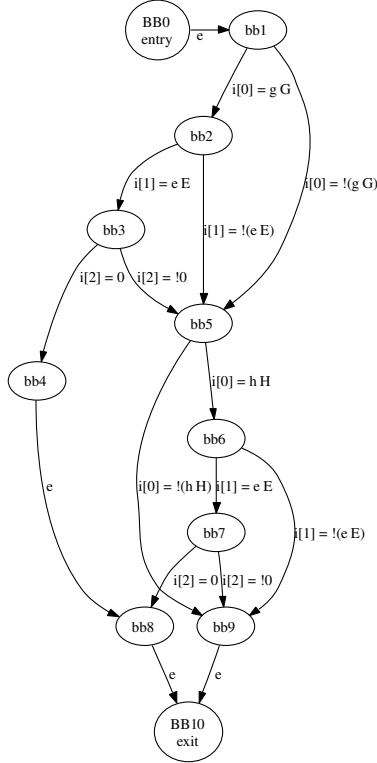 BB0
entry
e
bb1
i[0] = g G
bb2
i[0] = !(g G)
i[1] = e E
i[1] = !(e E)
bb3
i[2] = 0
i[2] = !0
bb5
bb4
i[0] = h H
bb6
e
i[0] = !(h H)
i[1] = e E
i[1] = !(e E)
bb7
i[2] = 0
i[2] = !0
bb8
bb9
e
e
BB10
exit